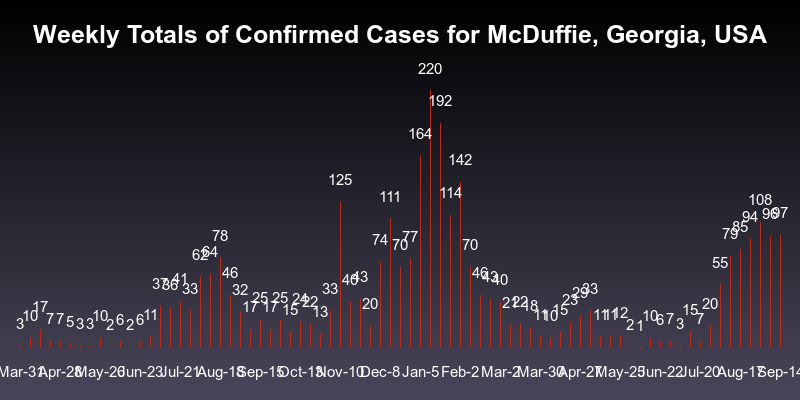 Weekly Totals of Confirmed Cases for McDuffie, Georgia, USA
3 10 17 7 7 5 3 3 10 2 6 2 6 11 37 36 41 33 62 64 78 46 32 17 25 17 25 15 24 22 13 33 125 40 43 20 74 111 70 77 164 220 192 114 142 70 46 43 40 21 22 18 11 10 15 23 29 33 11 11 12 2 1 10 6 7 3 15 7 20 55 79 85 94 108 96 97
Mar-31 Apr-28 May-26 Jun-23 Jul-21 Aug-18 Sep-15 Oct-13 Nov-10 Dec-8 Jan-5 Feb-2 Mar-2 Mar-30 Apr-27 May-25 Jun-22 Jul-20 Aug-17 Sep-14